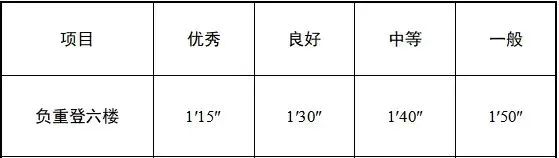 项目 优秀 良好 中等 一般
负重登六楼 1′15″ 1′30″ 1′40″ 1′50″